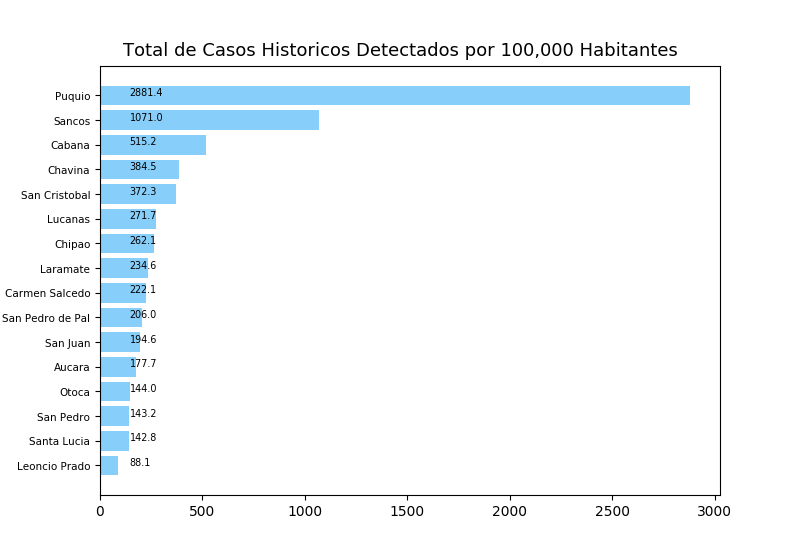 Total de Casos Historicos Detectados por 100,000 Habitantes
Puquio 2881.4
Sancos 1071.0
Cabana 515.2
Chavina 384.5
San Cristobal 372.3
Lucanas 271.7
Chipao 262.1
Laramate 234.6
Carmen Salcedo 222.1
San Pedro de Pal 206.0
San Juan 194.6
Aucara 177.7
Otoca 144.0
San Pedro 143.2
Santa Lucia 142.8
Leoncio Prado 88.1
0 500 1000 1500 2000 2500 3000